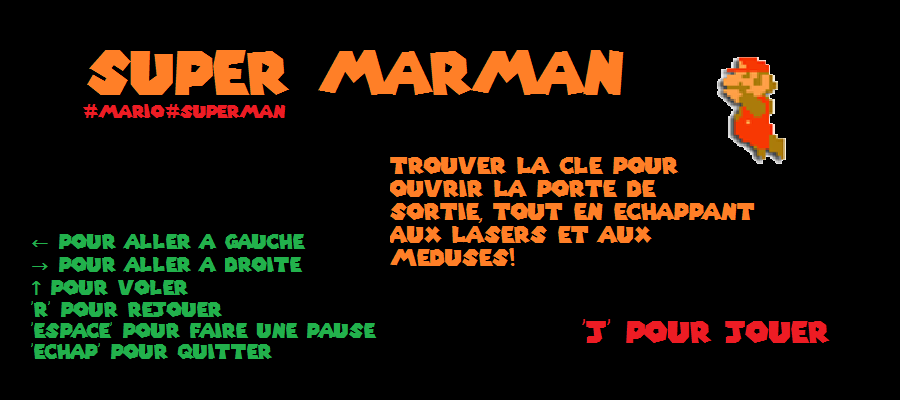 SUPER MARMAN
#MARIO#SUPERMAN
TROUVER LA CLE POUR
OUVRIR LA PORTE DE
SORTIE, TOUT EN ECHAPPANT
AUX LASERS ET AUX
MEDUSES!
← POUR ALLER A GAUCHE
→ POUR ALLER A DROITE
↑ POUR VOLER
'R' POUR REJOUER
'ESPACE' POUR FAIRE UNE PAUSE
'ECHAP' POUR QUITTER
'J' POUR JOUER